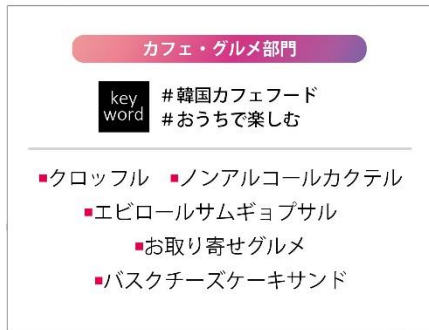 カフェ・グルメ部門
key
word
#韓国カフェフード
#おうちで楽しむ
■クロッフル ■ノンアルコールカクテル
■エビロールサムギョプサル
■お取り寄せグルメ
■バスクチーズケーキサンド